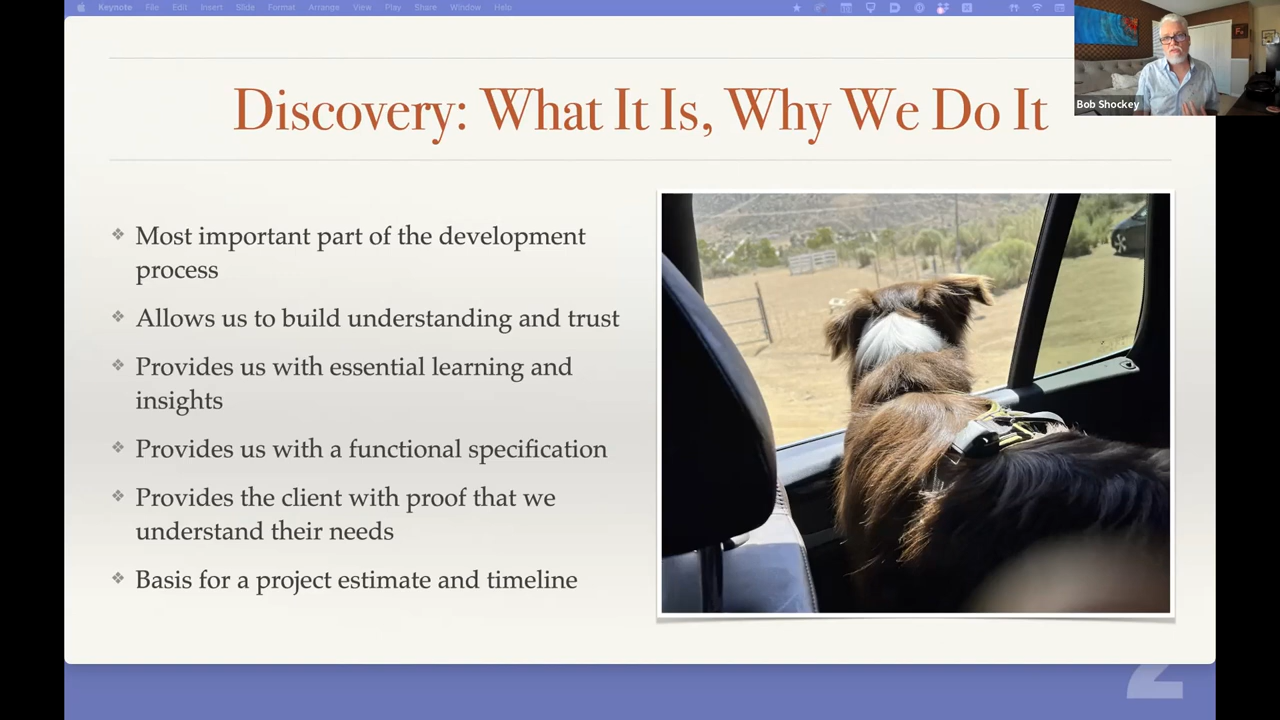 Keynote File Edit Insert Slide Format Arrange View Play Share Window Help
Discovery: What It Is, Why We Do It
Bob Shockey
Most important part of the development
process
Allows us to build understanding and trust
Provides us with essential learning and
insights
Provides us with a functional specification
Provides the client with proof that we
understand their needs
Basis for a project estimate and timeline
2